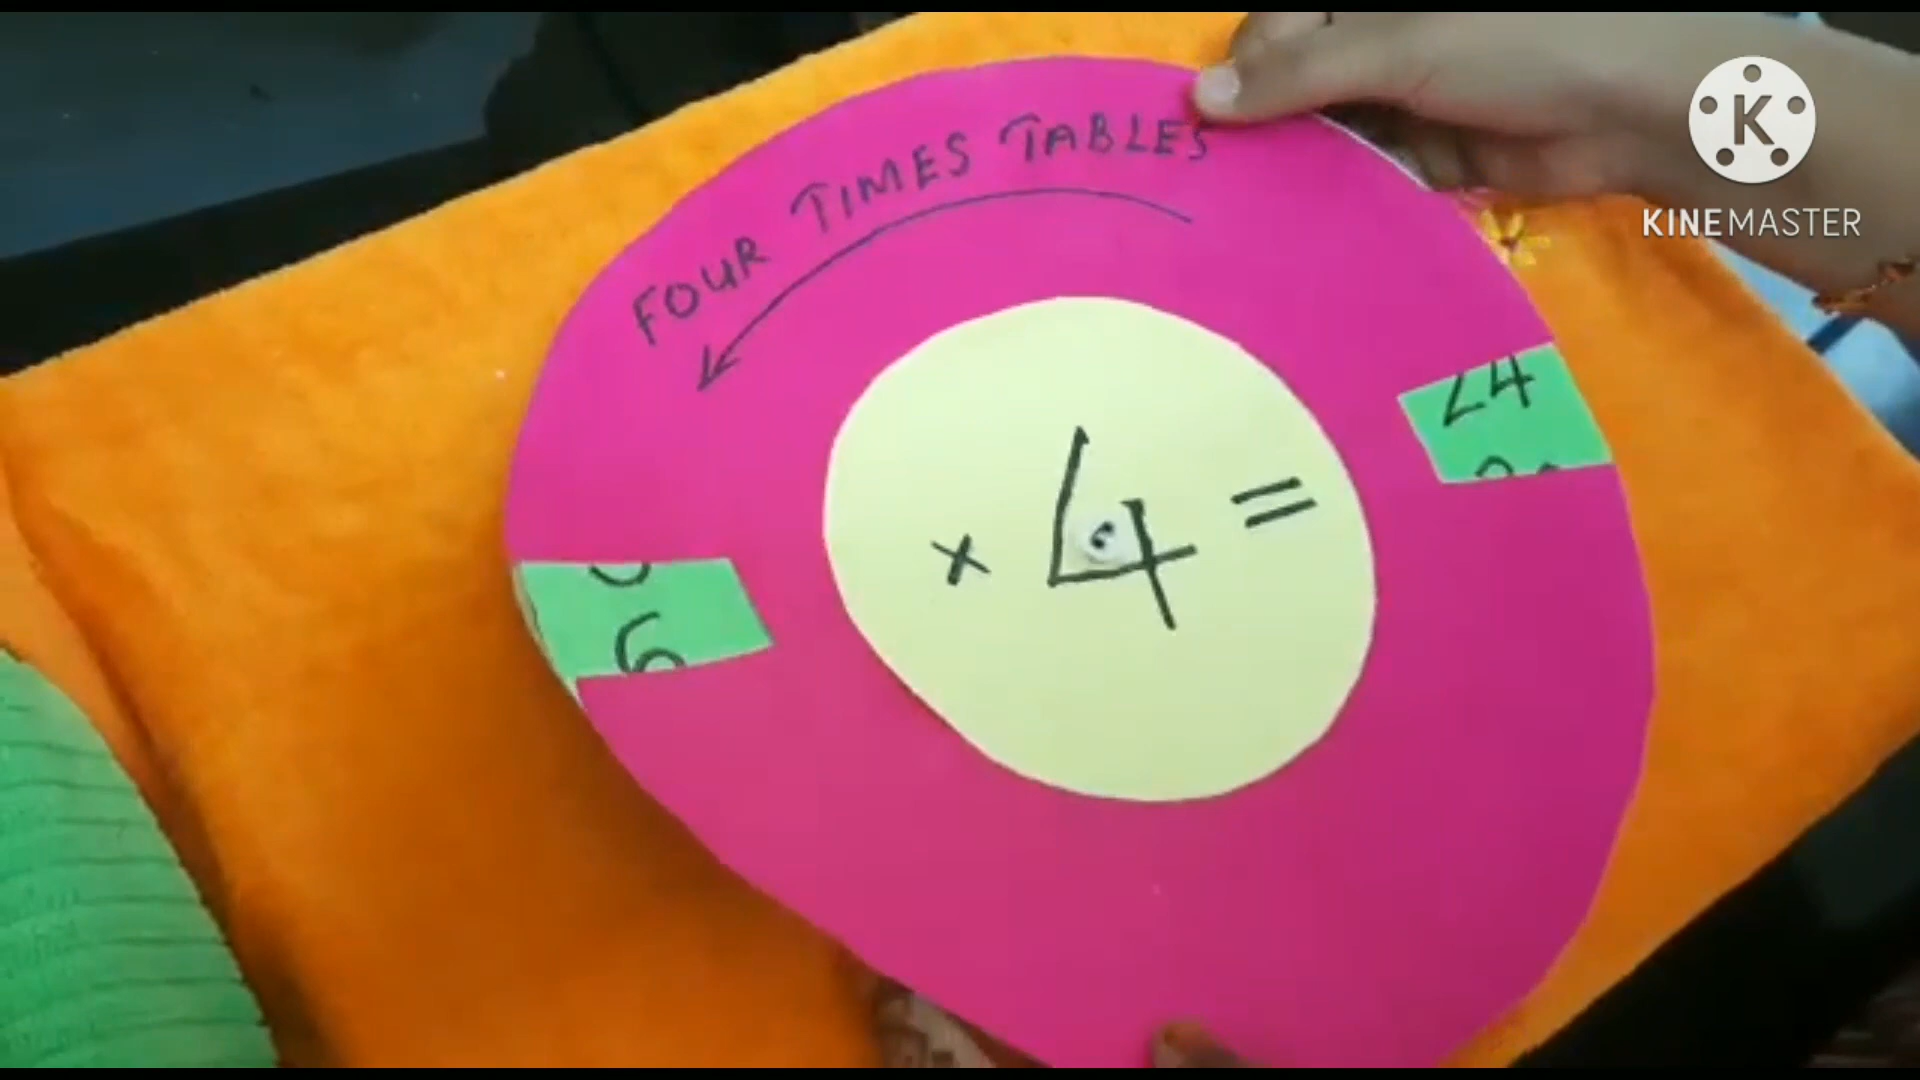 FOUR TIMES TABLES
24
× 4 =
6
K
KINEMASTER